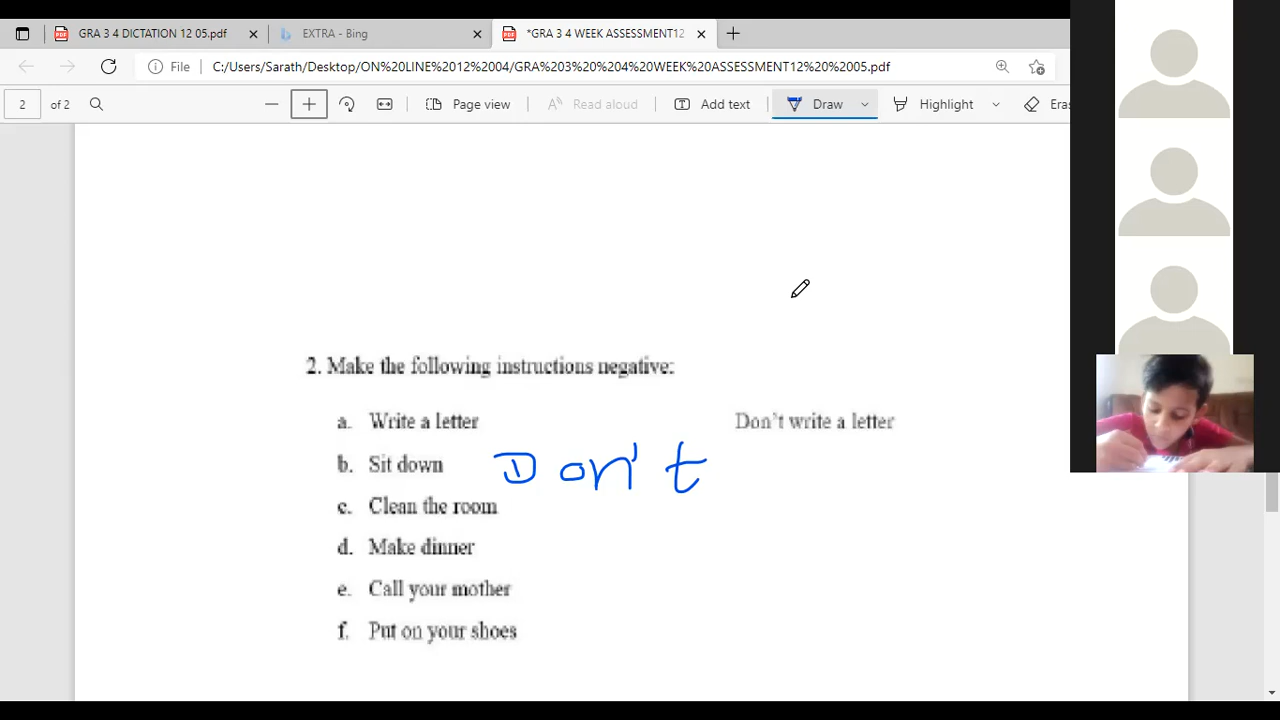 GRA 3 4 DICTATION 12 05.pdf
EXTRA - Bing
*GRA 3 4 WEEK ASSESSMENT12
File C:/Users/Sarath/Desktop/ON%20LINE%2012%2004/GRA%203%20%204%20WEEK%20ASSESSMENT12%20%2005.pdf
2 of 2 Page view Read aloud Add text Draw Highlight Eras
2. Make the following instructions negative:
a. Write a letter Don't write a letter
b. Sit down Don't
c. Clean the room
d. Make dinner
e. Call your mother
f. Put on your shoes